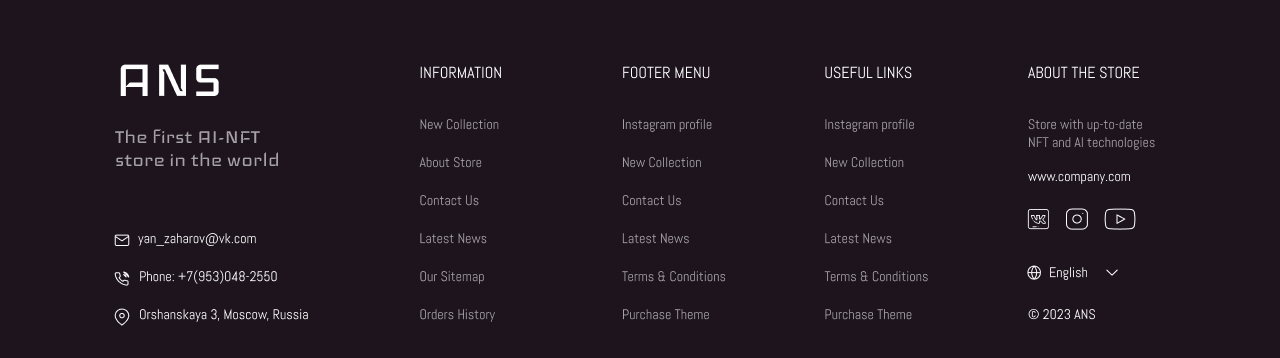 ANS
The first AI-NFT
store in the world
yan_zaharov@vk.com
Phone: +7(953)048-2550
Orshanskaya 3, Moscow, Russia
INFORMATION
New Collection
About Store
Contact Us
Latest News
Our Sitemap
Orders History
FOOTER MENU
Instagram profile
New Collection
Contact Us
Latest News
Terms & Conditions
Purchase Theme
USEFUL LINKS
Instagram profile
New Collection
Contact Us
Latest News
Terms & Conditions
Purchase Theme
ABOUT THE STORE
Store with up-to-date
NFT and AI technologies
www.company.com
VK
English
© 2023 ANS